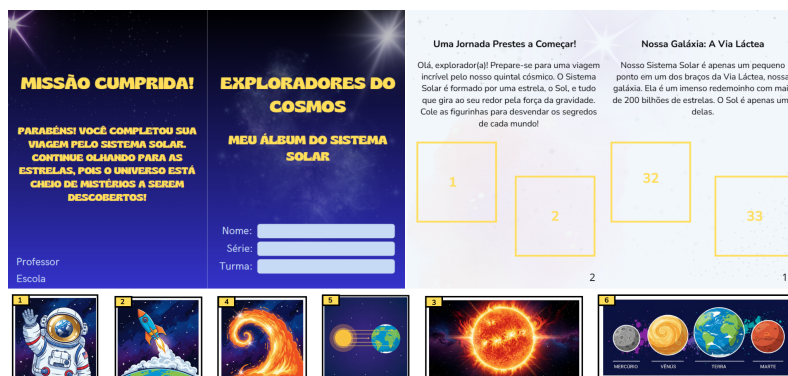 MISSÃO CUMPRIDA!
PARABÉNS! VOCÊ COMPLETOU SUA
VIAGEM PELO SISTEMA SOLAR.
CONTINUE OLHANDO PARA AS
ESTRELAS, POIS O UNIVERSO ESTÁ
CHEIO DE MISTÉRIOS A SEREM
DESCOBERTOS!
Professor
Escola
EXPLORADORES DO
COSMOS
MEU ÁLBUM DO SISTEMA
SOLAR
Nome:
Série:
Turma:
Uma Jornada Prestes a Começar!
Olá, explorador(a)! Prepare-se para uma viagem
incrível pelo nosso quintal cósmico. O Sistema
Solar é formado por uma estrela, o Sol, e tudo
que gira ao seu redor pela força da gravidade.
Cole as figurinhas para desvendar os segredos
de cada mundo!
1
2
2
Nossa Galáxia: A Via Láctea
Nosso Sistema Solar é apenas um pequeno
ponto em um dos braços da Via Láctea, nossa
galáxia. Ela é um imenso redemoinho com mai
de 200 bilhões de estrelas. O Sol é apenas um
delas.
32
33
1
1
2
4
5
3
6
MERCÚRIO
VÊNUS
TERRA
MARTE